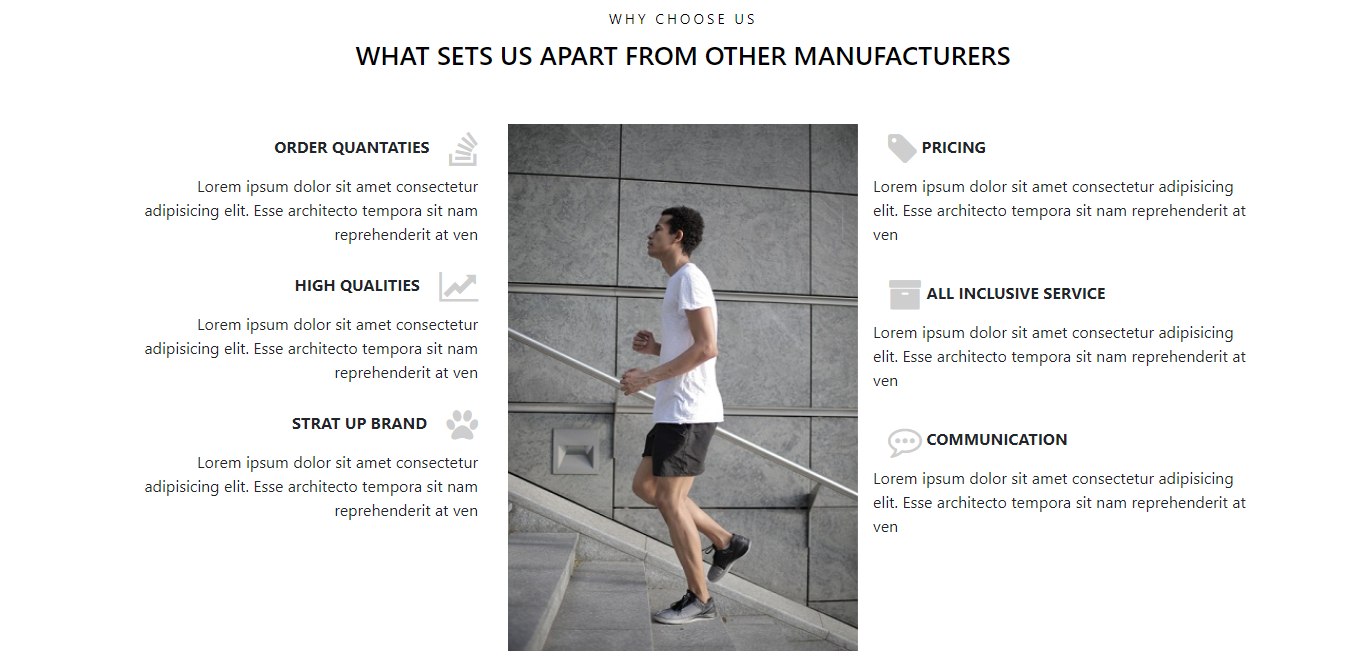 WHY CHOOSE US
WHAT SETS US APART FROM OTHER MANUFACTURERS
ORDER QUANTATIES
Lorem ipsum dolor sit amet consectetur
adipisicing elit. Esse architecto tempora sit nam
reprehenderit at ven
HIGH QUALITIES
Lorem ipsum dolor sit amet consectetur
adipisicing elit. Esse architecto tempora sit nam
reprehenderit at ven
STRAT UP BRAND
Lorem ipsum dolor sit amet consectetur
adipisicing elit. Esse architecto tempora sit nam
reprehenderit at ven
PRICING
Lorem ipsum dolor sit amet consectetur adipisicing
elit. Esse architecto tempora sit nam reprehenderit at
ven
ALL INCLUSIVE SERVICE
Lorem ipsum dolor sit amet consectetur adipisicing
elit. Esse architecto tempora sit nam reprehenderit at
ven
COMMUNICATION
Lorem ipsum dolor sit amet consectetur adipisicing
elit. Esse architecto tempora sit nam reprehenderit at
ven